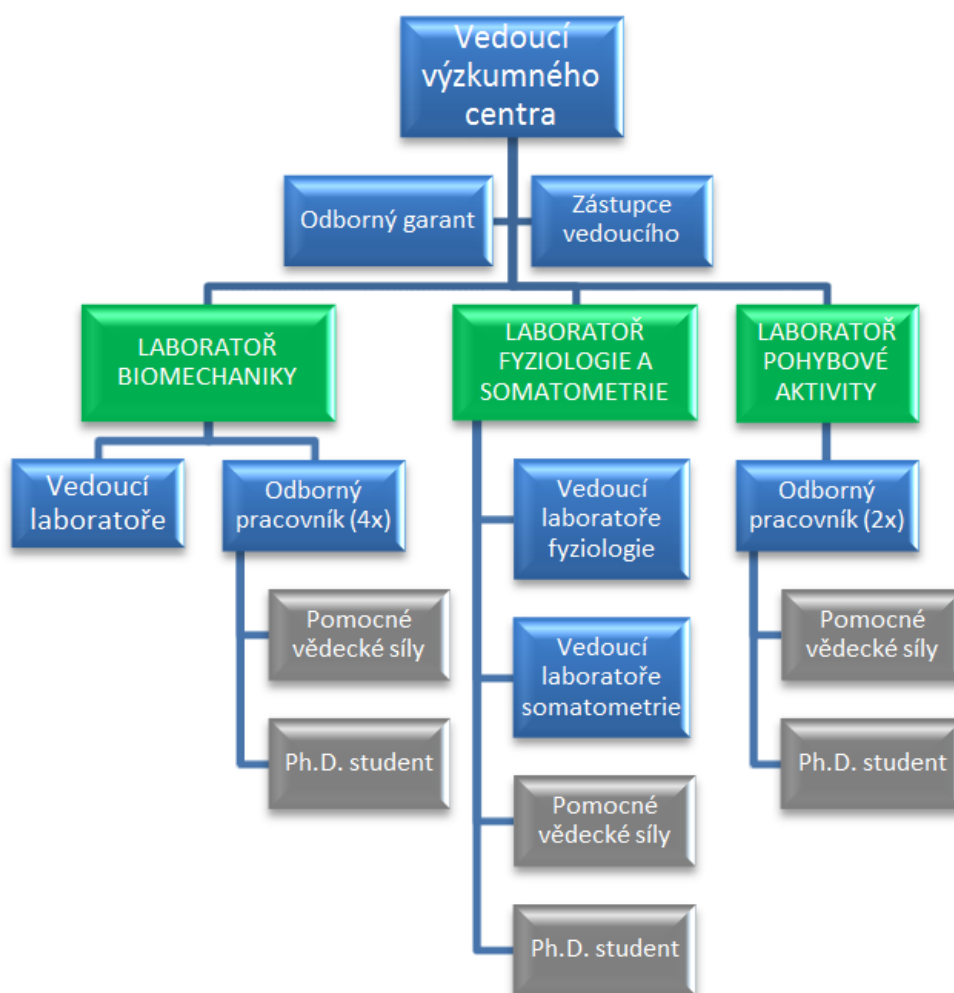 Vedoucí
výzkumného
centra
Odborný garant
Zástupce
vedoucího
LABORATOŘ
BIOMECHANIKY
LABORATOŘ
FYZIOLOGIE A
SOMATOMETRIE
LABORATOŘ
POHYBOVÉ
AKTIVITY
Vedoucí
laboratoře
Odborný
pracovník (4x)
Pomocné
vědecké síly
Ph.D. student
Vedoucí
laboratoře
fyziologie
Vedoucí
laboratoře
somatometrie
Pomocné
vědecké síly
Ph.D. student
Odborný
pracovník (2x)
Pomocné
vědecké síly
Ph.D. student